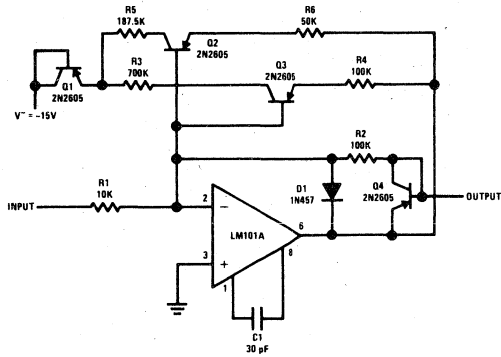 R5
187.5K
Q2
2N2605
R6
50K
Q1
2N2605
V⁻ = -15V
R3
700K
Q3
2N2605
R4
100K
R2
100K
D1
1N457
Q4
2N2605
OUTPUT
INPUT
R1
10K
2
−
LM101A
6
3
+
8
1
C1
30 pF